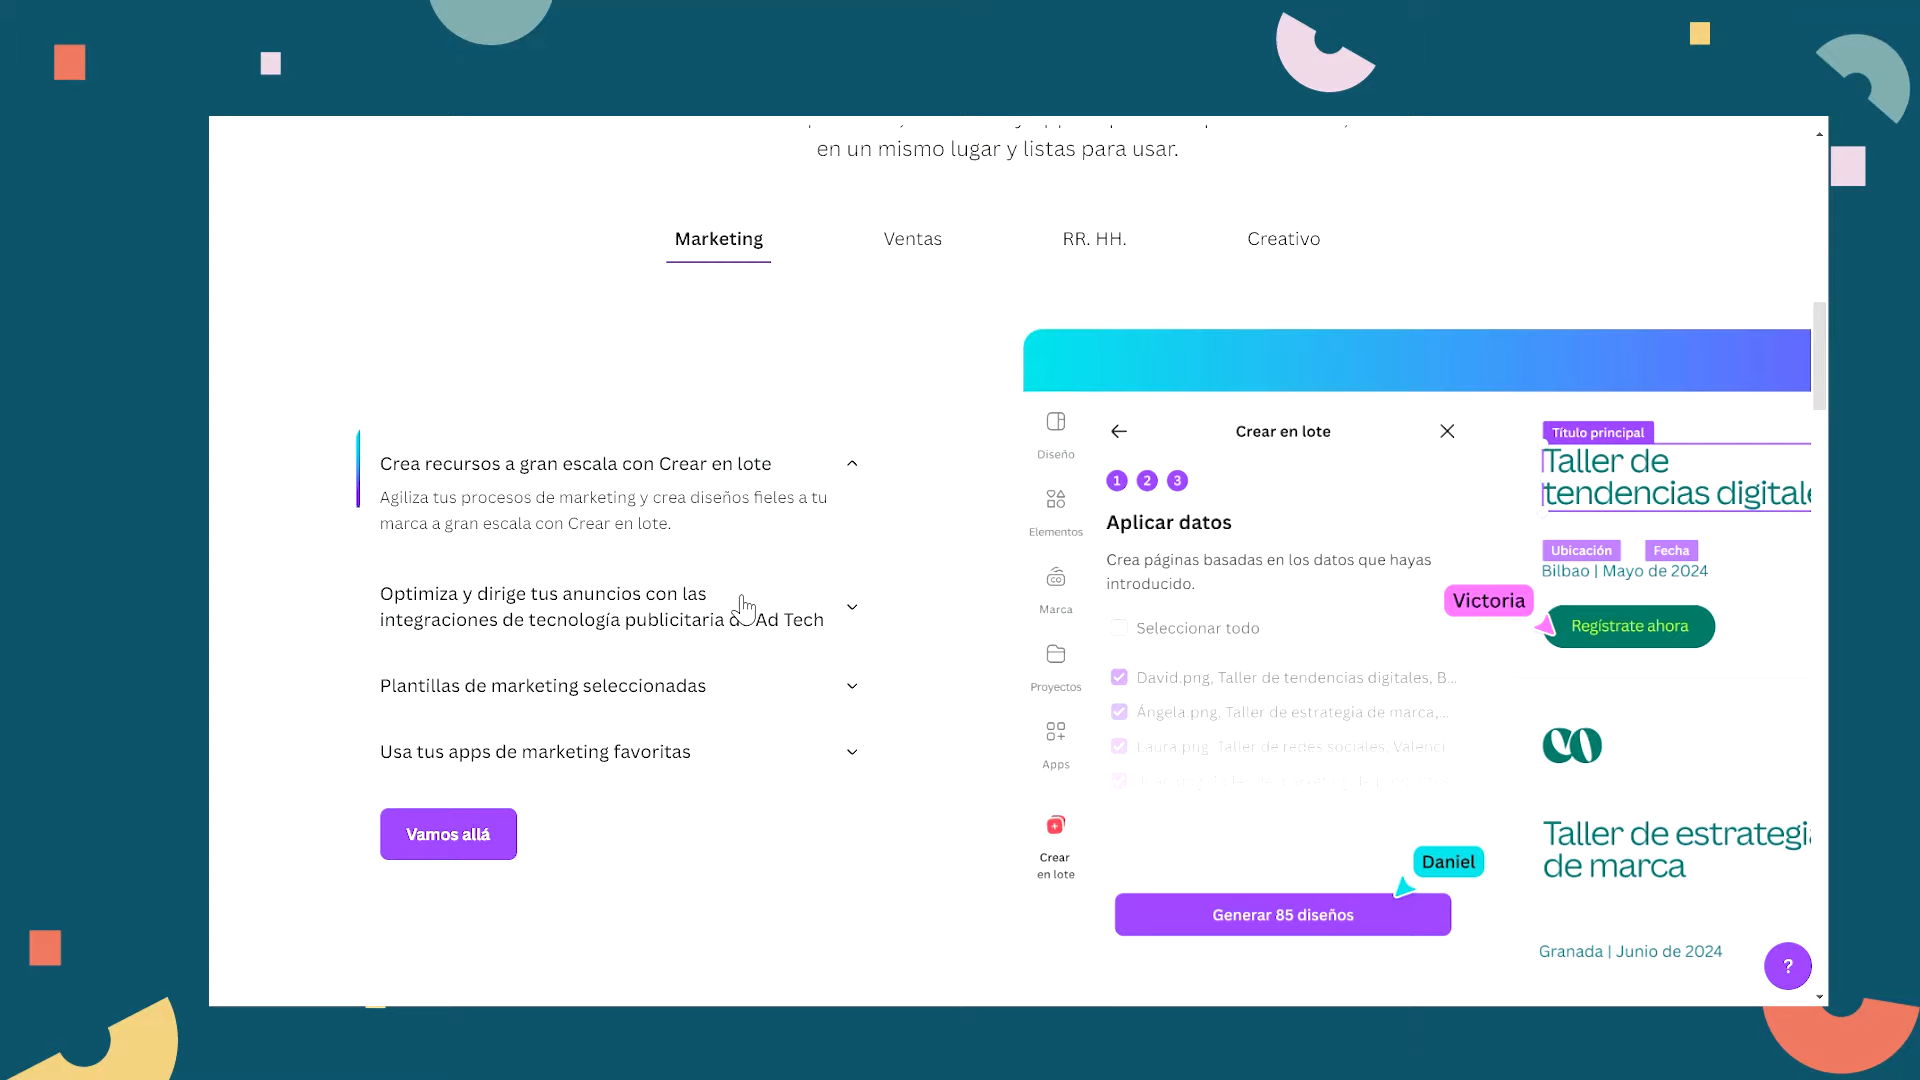 en un mismo lugar y listas para usar.
Marketing
Ventas
RR. HH.
Creativo
Crea recursos a gran escala con Crear en lote
Agiliza tus procesos de marketing y crea diseños fieles a tu
marca a gran escala con Crear en lote.
Optimiza y dirige tus anuncios con las
integraciones de tecnología publicitaria Ad Tech
Plantillas de marketing seleccionadas
Usa tus apps de marketing favoritas
Vamos allá
Diseño
Elementos
Marca
Proyectos
Apps
Crear
en lote
Crear en lote
1 2 3
Aplicar datos
Crea páginas basadas en los datos que hayas
introducido.
Seleccionar todo
David.png, Taller de tendencias digitales, B...
Ángela.png, Taller de estrategia de marca,...
Laura.png, Taller de redes sociales, Valenci
Generar 85 diseños
Daniel
Victoria
Título principal
Taller de
tendencias digitale
Ubicación
Fecha
Bilbao | Mayo de 2024
Regístrate ahora
Taller de estrategi
de marca
Granada | Junio de 2024
?